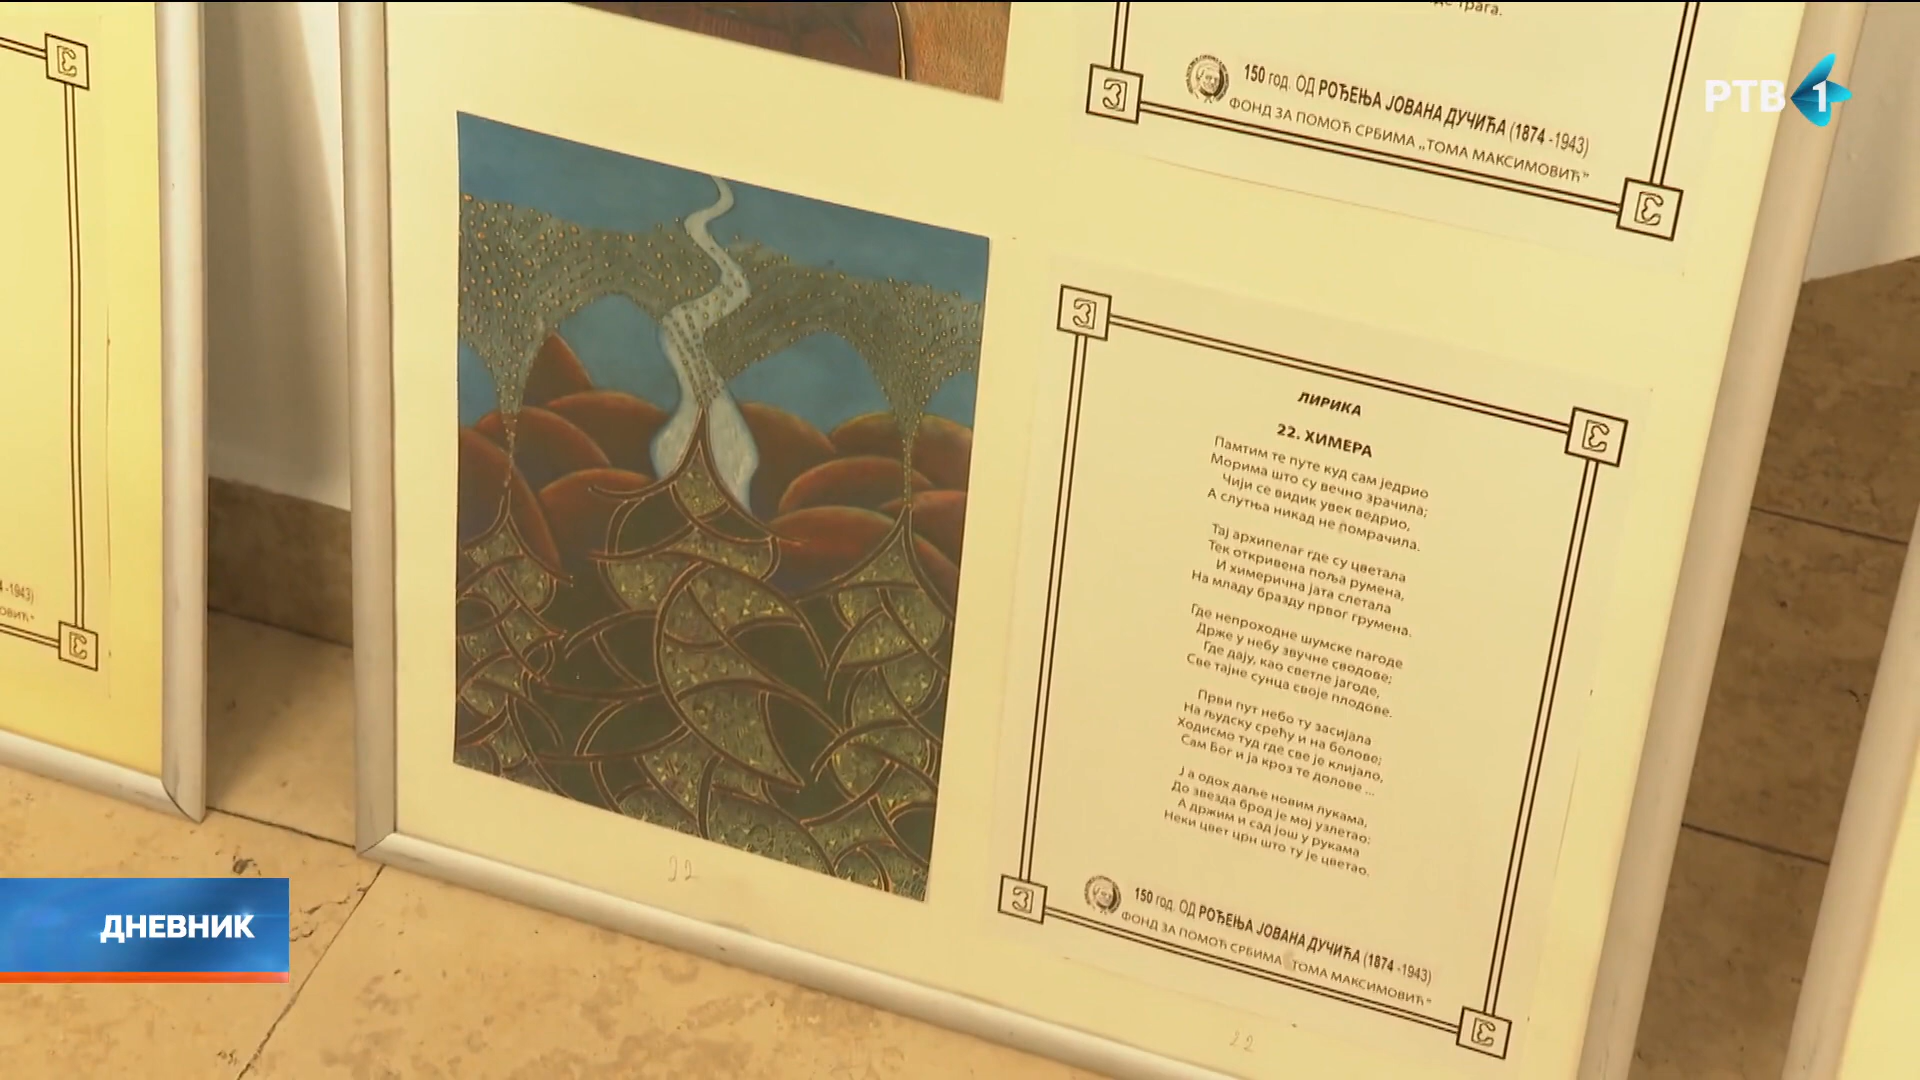 трага.
150 год. ОД РОЂЕЊА ЈОВАНА ДУЧИЋА (1874 -1943)
ФОНД ЗА ПОМОЋ СРБИМА „ТОМА МАКСИМОВИЋ"
РТВ 1
ЛИРИКА
22. ХИМЕРА
Памтим те путе куд сам једрио
Морима што су вечно зрачила;
Чији се видик увек ведрио,
А слутња никад не помрачила.
Тај архипелаг где су цветала
Тек откривена поља румена,
И химерична јата слетала
На младу бразду првог грумена.
Где непроходне шумске пагоде
Држе у небу звучне сводове;
Где дају, као светле јагоде,
Све тајне сунца своје плодове.
Први пут небо ту засијала
На људску срећу и на болове;
Ходисмо туд где све је клијало,
Сам Бог и ја кроз те долове ...
Ј а одох даље новим лукама,
До звезда брод је мој узлетао:
А држим и сад још у рукама
Неки цвет црн што ту је цветао.
150 год. ОД РОЂЕЊА ЈОВАНА ДУЧИЋА (1874 -1943)
ФОНД ЗА ПОМОЋ СРБИМА ТОМА МАКСИМОВИЋ"
22
22
-1943)
ДНЕВНИК